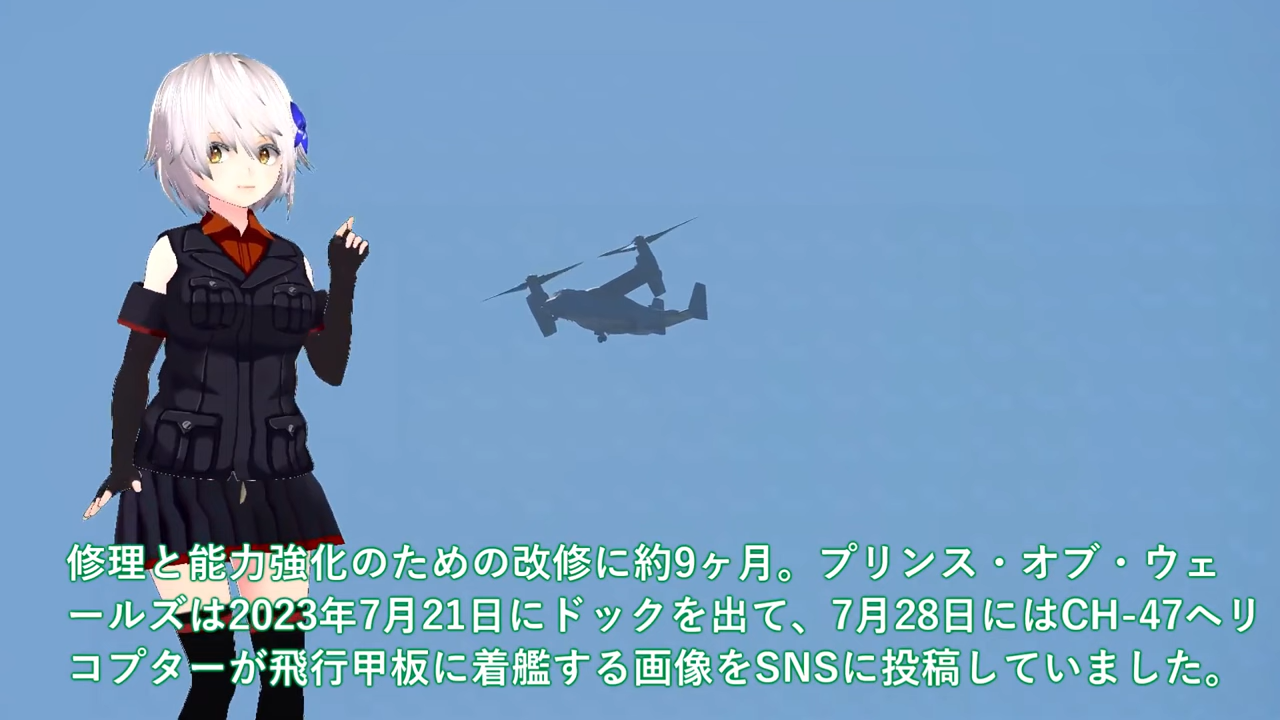 修理と能力強化のための改修に約9ヶ月。プリンス・オブ・ウェ
ールズは2023年7月21日にドックを出て、7月28日にはCH-47ヘリ
コプターが飛行甲板に着艦する画像をSNSに投稿していました。